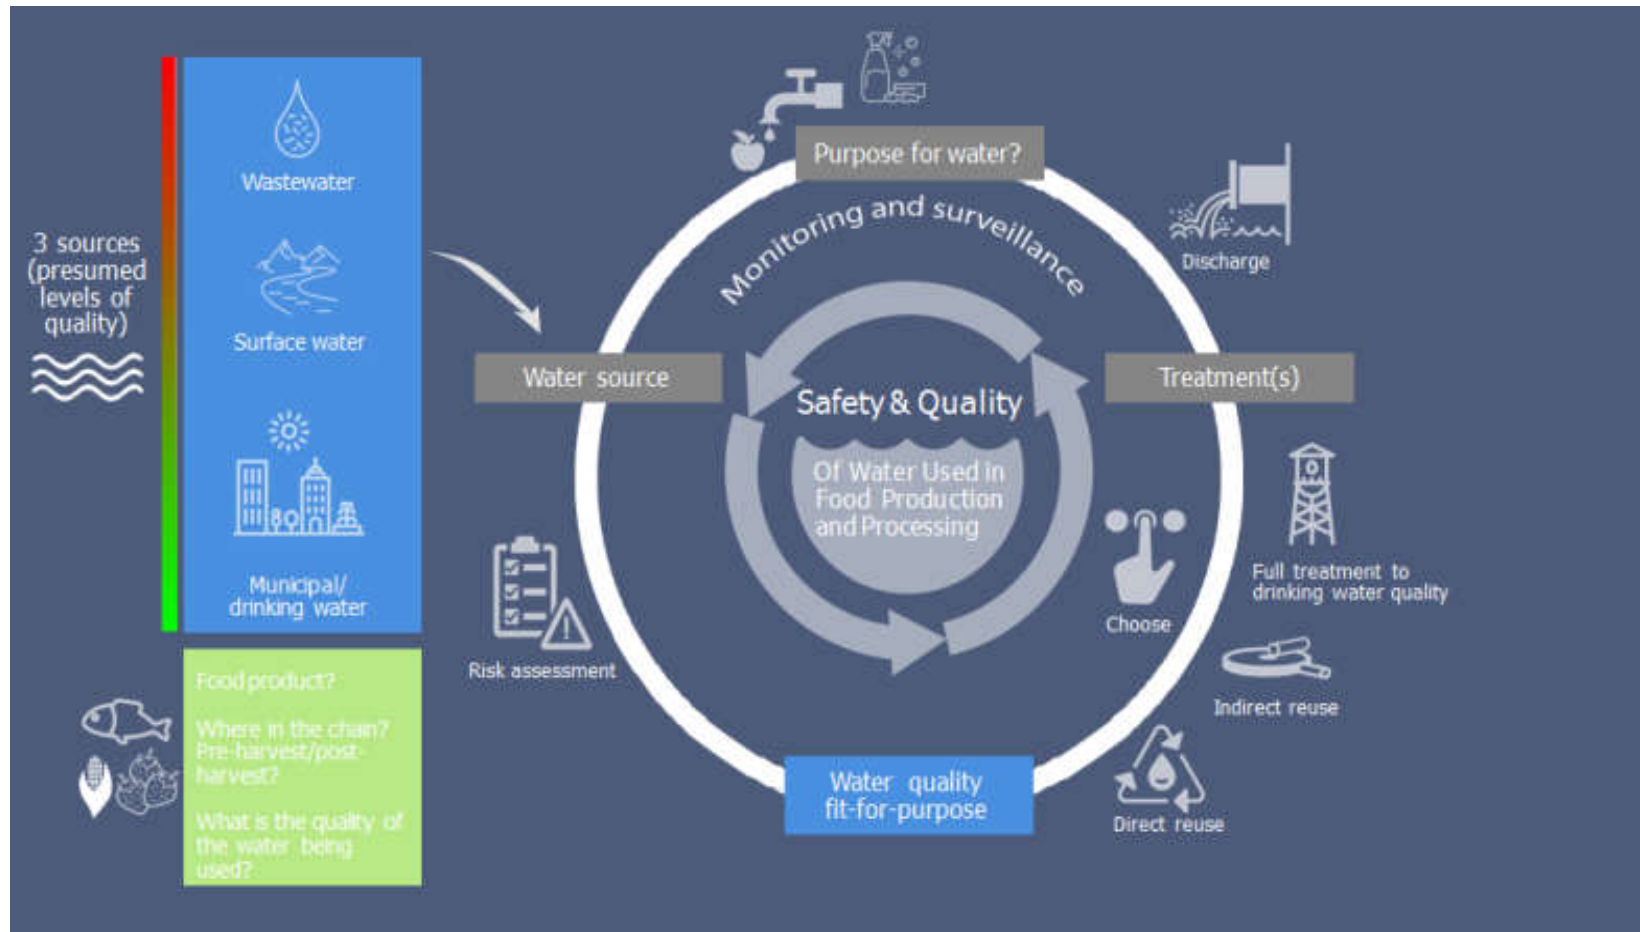 3 sources
(presumed
levels of
quality)
Wastewater
Surface water
Municipal/
drinking water
Food product?
Where in the chain?
Pre-harvest/post-
harvest?
What is the quality of
the water being
used?
Purpose for water?
Monitoring and surveillance
Water source
Treatment(s)
Safety & Quality
Of Water Used in
Food Production
and Processing
Discharge
Full treatment to
drinking water quality
Choose
Indirect reuse
Direct reuse
Risk assessment
Water quality
fit-for-purpose